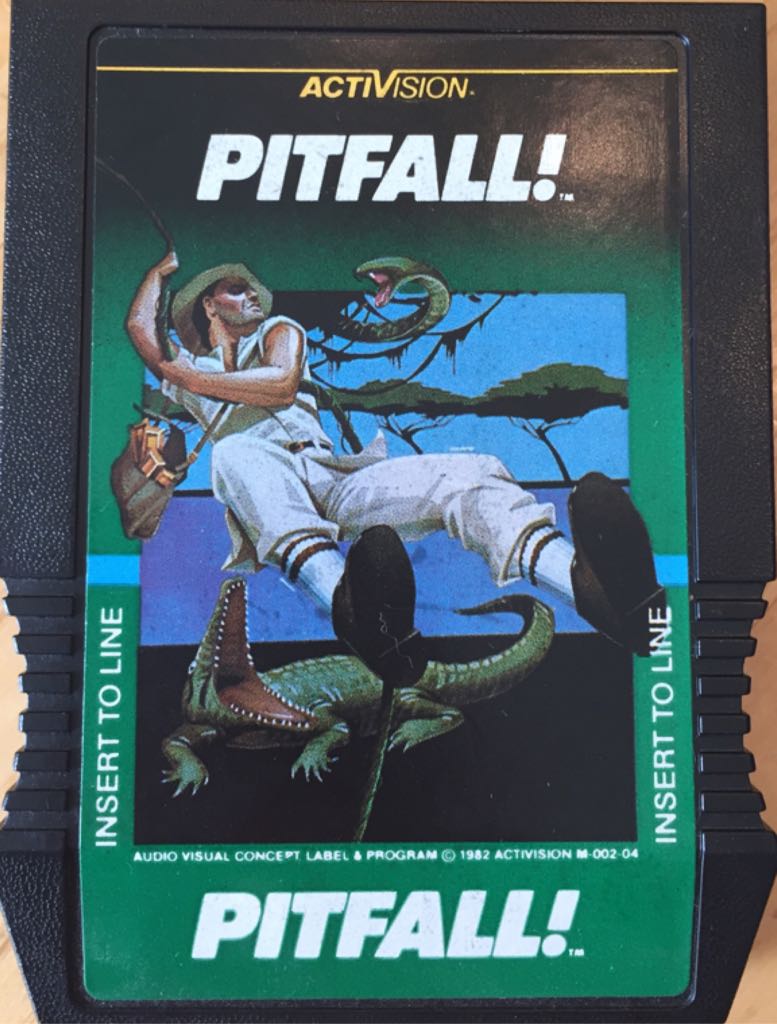 ACTIVISION.
PITFALL!™
INSERT TO LINE
INSERT TO LINE
AUDIO VISUAL CONCEPT LABEL & PROGRAM © 1982 ACTIVISION M-002-04
PITFALL!™